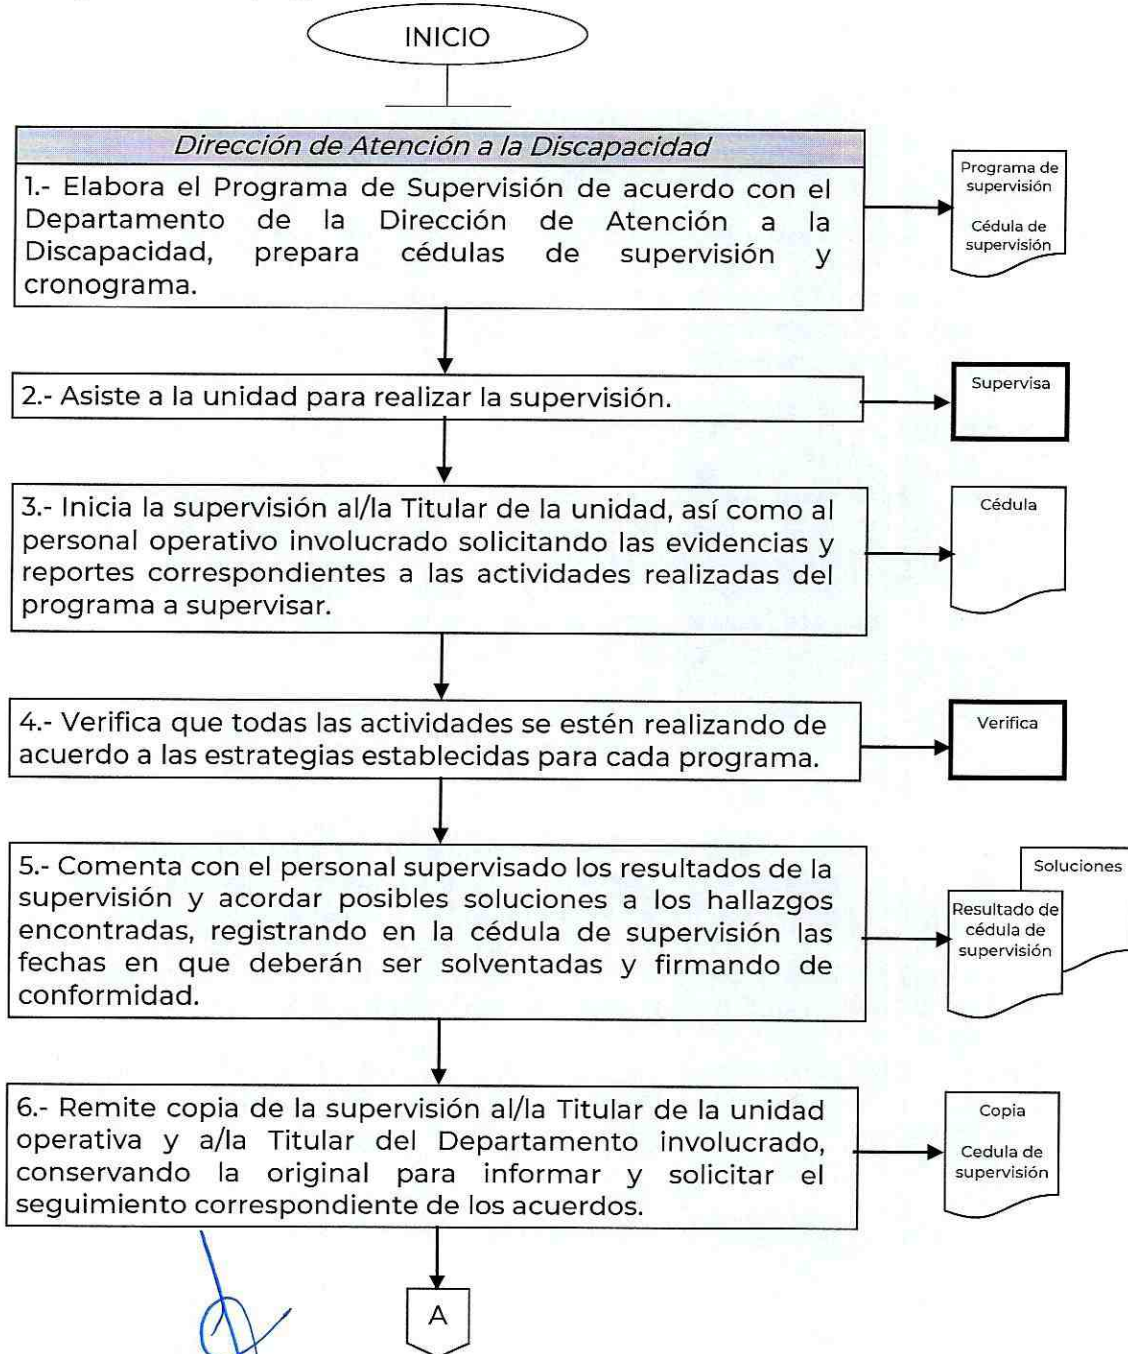 INICIO
Dirección de Atención a la Discapacidad
1.- Elabora el Programa de Supervisión de acuerdo con el
Departamento de la Dirección de Atención a la
Discapacidad, prepara cédulas de supervisión y
cronograma.
Programa de
supervisión
Cédula de
supervisión
2.- Asiste a la unidad para realizar la supervisión.
Supervisa
3.- Inicia la supervisión al/la Titular de la unidad, así como al
personal operativo involucrado solicitando las evidencias y
reportes correspondientes a las actividades realizadas del
programa a supervisar.
Cédula
4.- Verifica que todas las actividades se estén realizando de
acuerdo a las estrategias establecidas para cada programa.
Verifica
5.- Comenta con el personal supervisado los resultados de la
supervisión y acordar posibles soluciones a los hallazgos
encontradas, registrando en la cédula de supervisión las
fechas en que deberán ser solventadas y firmando de
conformidad.
Soluciones
Resultado de
cédula de
supervisión
6.- Remite copia de la supervisión al/la Titular de la unidad
operativa y a/la Titular del Departamento involucrado,
conservando la original para informar y solicitar el
seguimiento correspondiente de los acuerdos.
Copia
Cedula de
supervisión
A